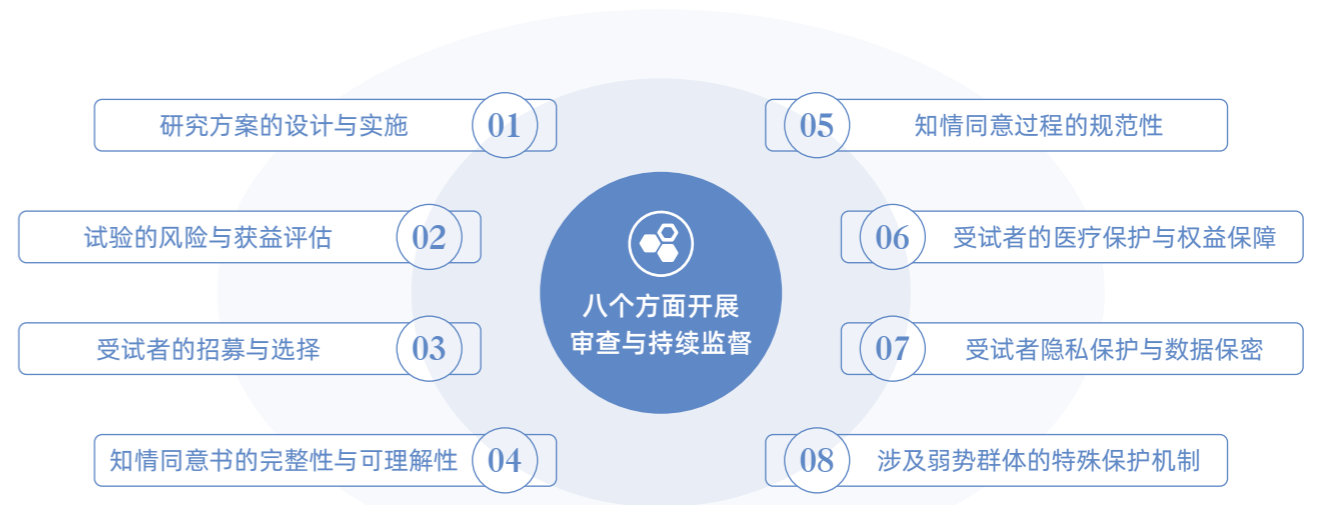 研究方案的设计与实施
01
试验的风险与获益评估
02
受试者的招募与选择
03
知情同意书的完整性与可理解性
04
八个方面开展
审查与持续监督
05
知情同意过程的规范性
06
受试者的医疗保护与权益保障
07
受试者隐私保护与数据保密
08
涉及弱势群体的特殊保护机制